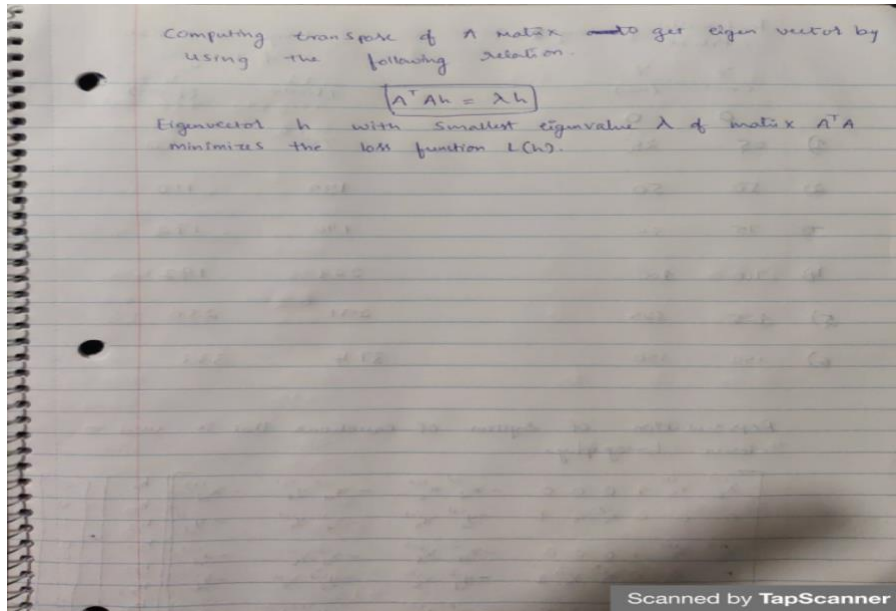 Computing transpose of A matrix to get eigen vector by
using the following relation.
AᵀAh = λh
Eigenvector h with smallest eigenvalue λ of matrix AᵀA
minimizes the loss function L(h).
Scanned by TapScanner